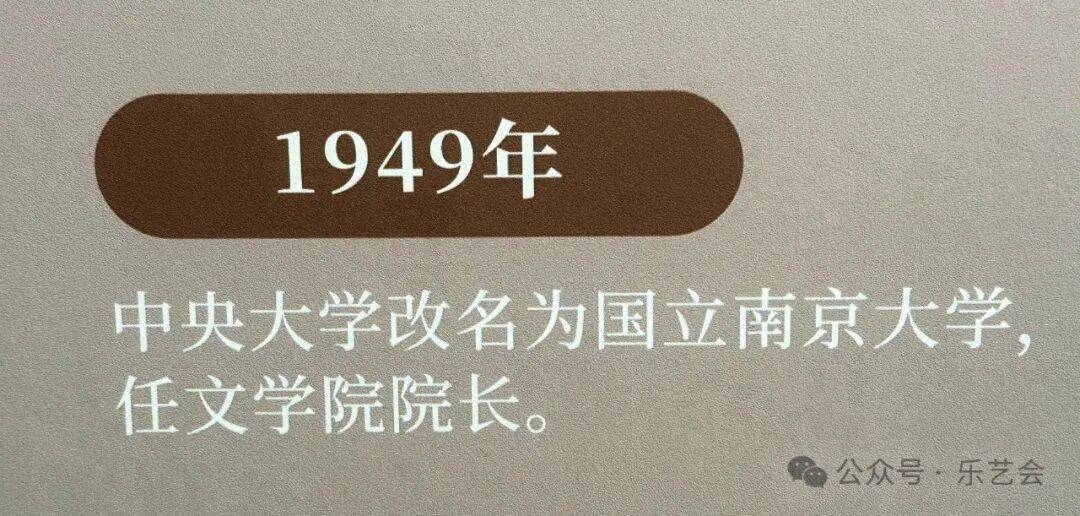 1949年
中央大学改名为国立南京大学，
任文学院院长。
公众号·乐艺会